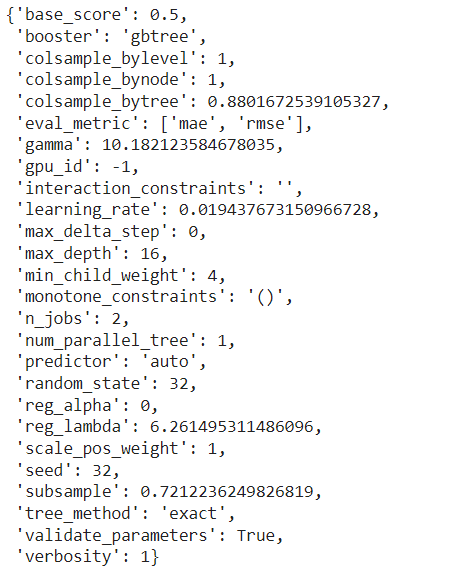 {'base_score': 0.5,
 'booster': 'gbtree',
 'colsample_bylevel': 1,
 'colsample_bynode': 1,
 'colsample_bytree': 0.8801672539105327,
 'eval_metric': ['mae', 'rmse'],
 'gamma': 10.182123584678035,
 'gpu_id': -1,
 'interaction_constraints': '',
 'learning_rate': 0.019437673150966728,
 'max_delta_step': 0,
 'max_depth': 16,
 'min_child_weight': 4,
 'monotone_constraints': '()',
 'n_jobs': 2,
 'num_parallel_tree': 1,
 'predictor': 'auto',
 'random_state': 32,
 'reg_alpha': 0,
 'reg_lambda': 6.261495311486096,
 'scale_pos_weight': 1,
 'seed': 32,
 'subsample': 0.7212236249826819,
 'tree_method': 'exact',
 'validate_parameters': True,
 'verbosity': 1}